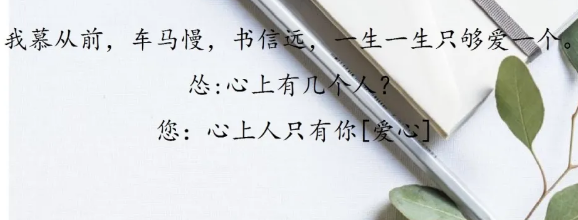 我慕从前，车马慢，书信远，一生一生只够爱一个。
怂:心上有几个人？
您：心上人只有你[爱心]